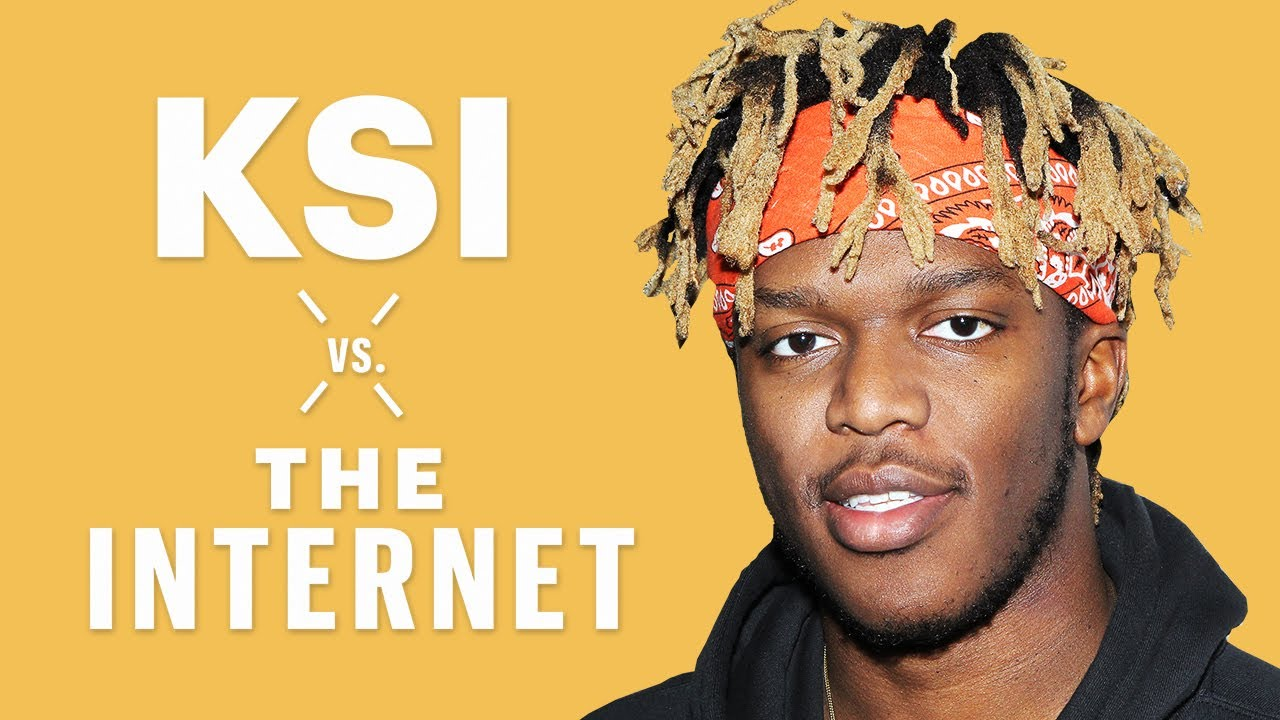 KSI
VS.
THE
INTERNET